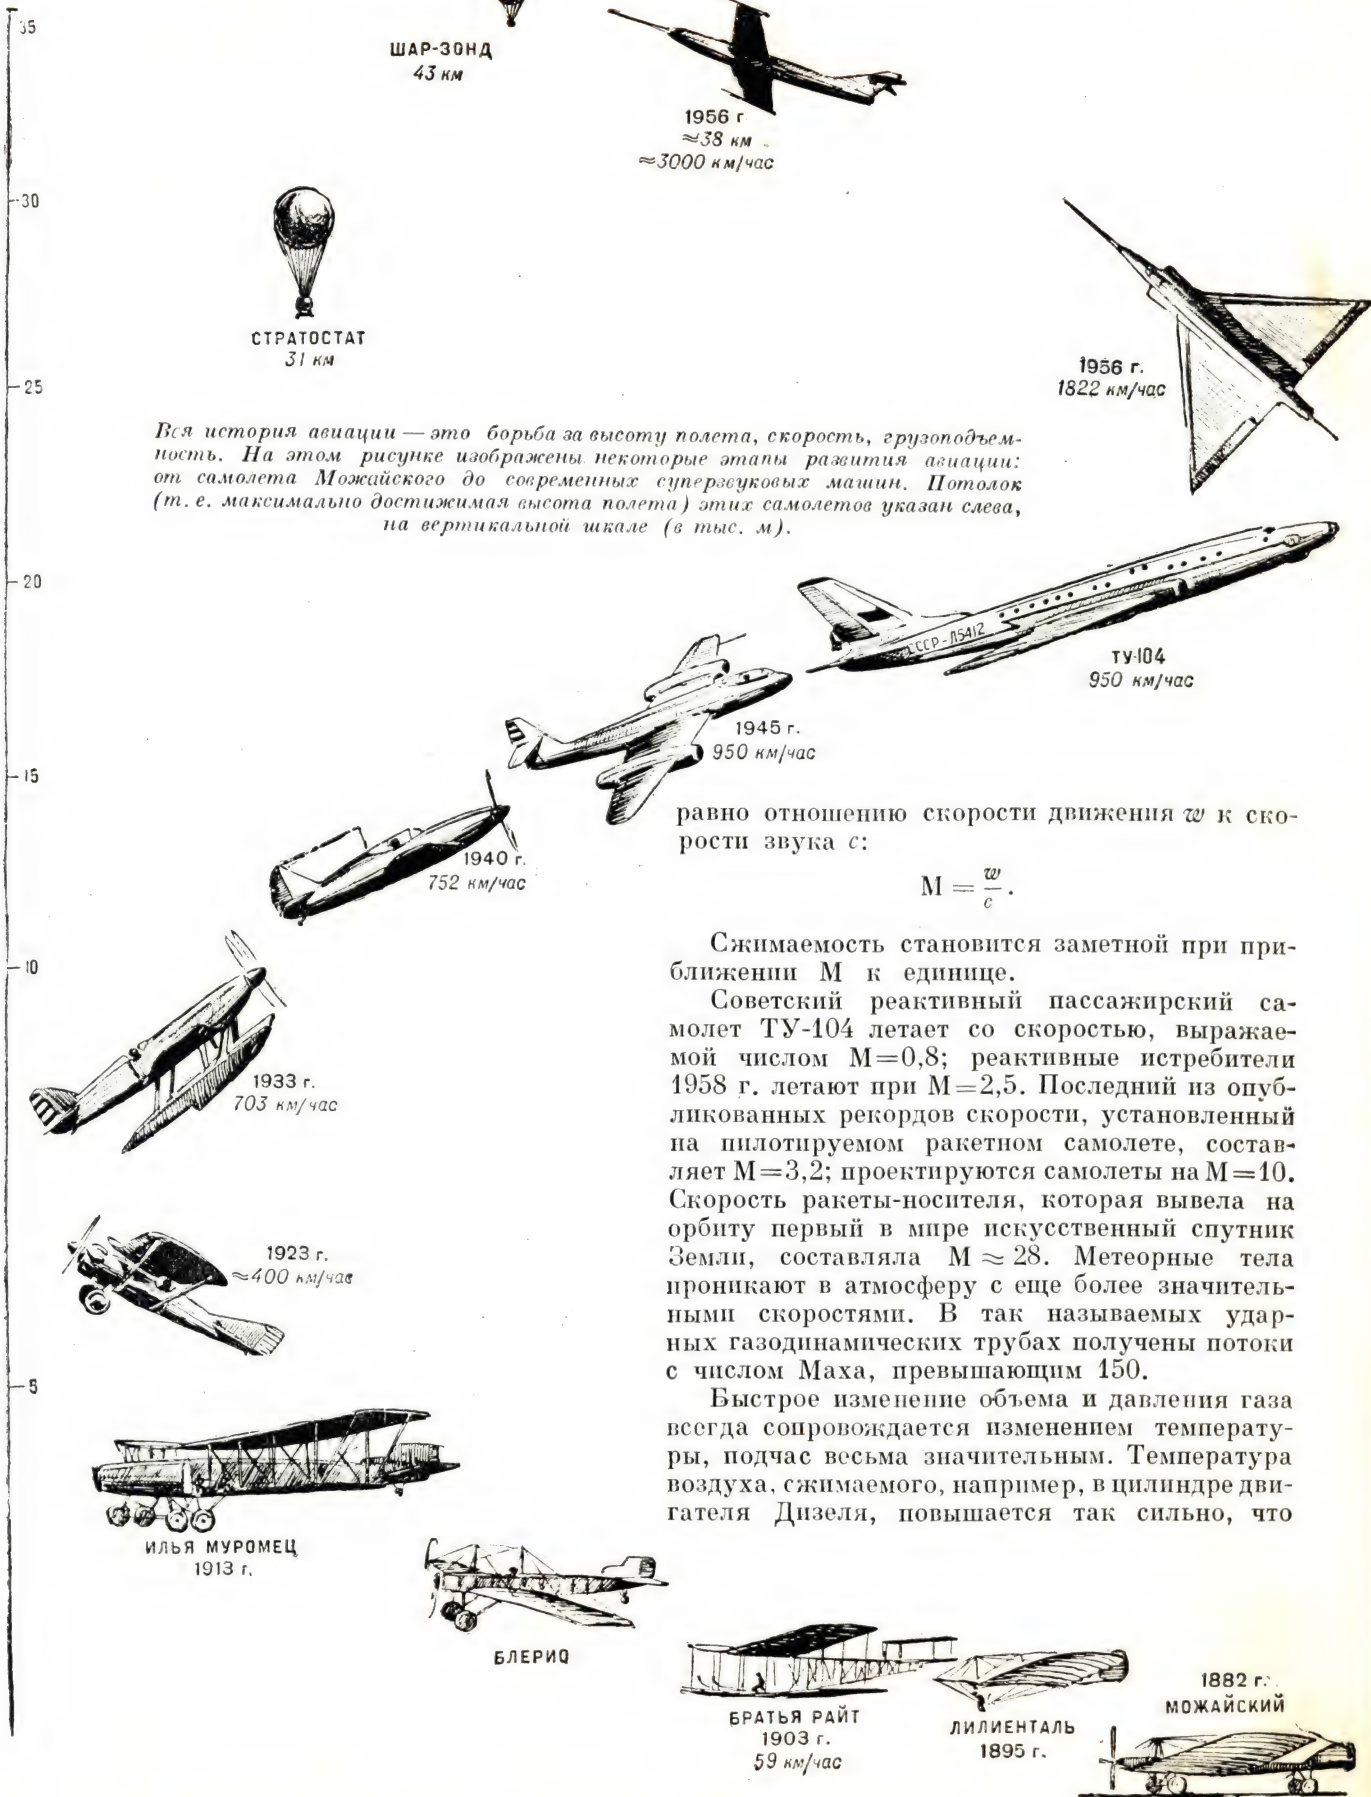 35
ШАР-ЗОНД
43 км
1956 г
≈38 км
≈3000 км/час
30
СТРАТОСТАТ
31 км
1956 г.
1822 км/час
25
Вся история авиации — это борьба за высоту полета, скорость, грузоподъем-
ность. На этом рисунке изображены некоторые этапы развития авиации:
от самолета Можайского до современных суперзвуковых машин. Потолок
(т. е. максимально достижимая высота полета) этих самолетов указан слева,
на вертикальной шкале (в тыс. м).
20
СССР-Л5412
ТУ-104
950 км/час
1945 г.
950 км/час
15
1940 г.
752 км/час
10
1933 г.
703 км/час
1923 г.
≈400 км/час
5
ИЛЬЯ МУРОМЕЦ
1913 г.
БЛЕРИО
БРАТЬЯ РАЙТ
1903 г.
59 км/час
ЛИЛИЕНТАЛЬ
1895 г.
1882 г.
МОЖАЙСКИЙ
равно отношению скорости движения w к ско-
рости звука c:
M = w/c.
Сжимаемость становится заметной при при-
ближении М к единице.
Советский реактивный пассажирский са-
молет ТУ-104 летает со скоростью, выражае-
мой числом М=0,8; реактивные истребители
1958 г. летают при М=2,5. Последний из опуб-
ликованных рекордов скорости, установленный
на пилотируемом ракетном самолете, состав-
ляет М=3,2; проектируются самолеты на М=10.
Скорость ракеты-носителя, которая вывела на
орбиту первый в мире искусственный спутник
Земли, составляла М ≈ 28. Метеорные тела
проникают в атмосферу с еще более значитель-
ными скоростями. В так называемых удар-
ных газодинамических трубах получены потоки
с числом Маха, превышающим 150.
Быстрое изменение объема и давления газа
всегда сопровождается изменением температу-
ры, подчас весьма значительным. Температура
воздуха, сжимаемого, например, в цилиндре дви-
гателя Дизеля, повышается так сильно, что